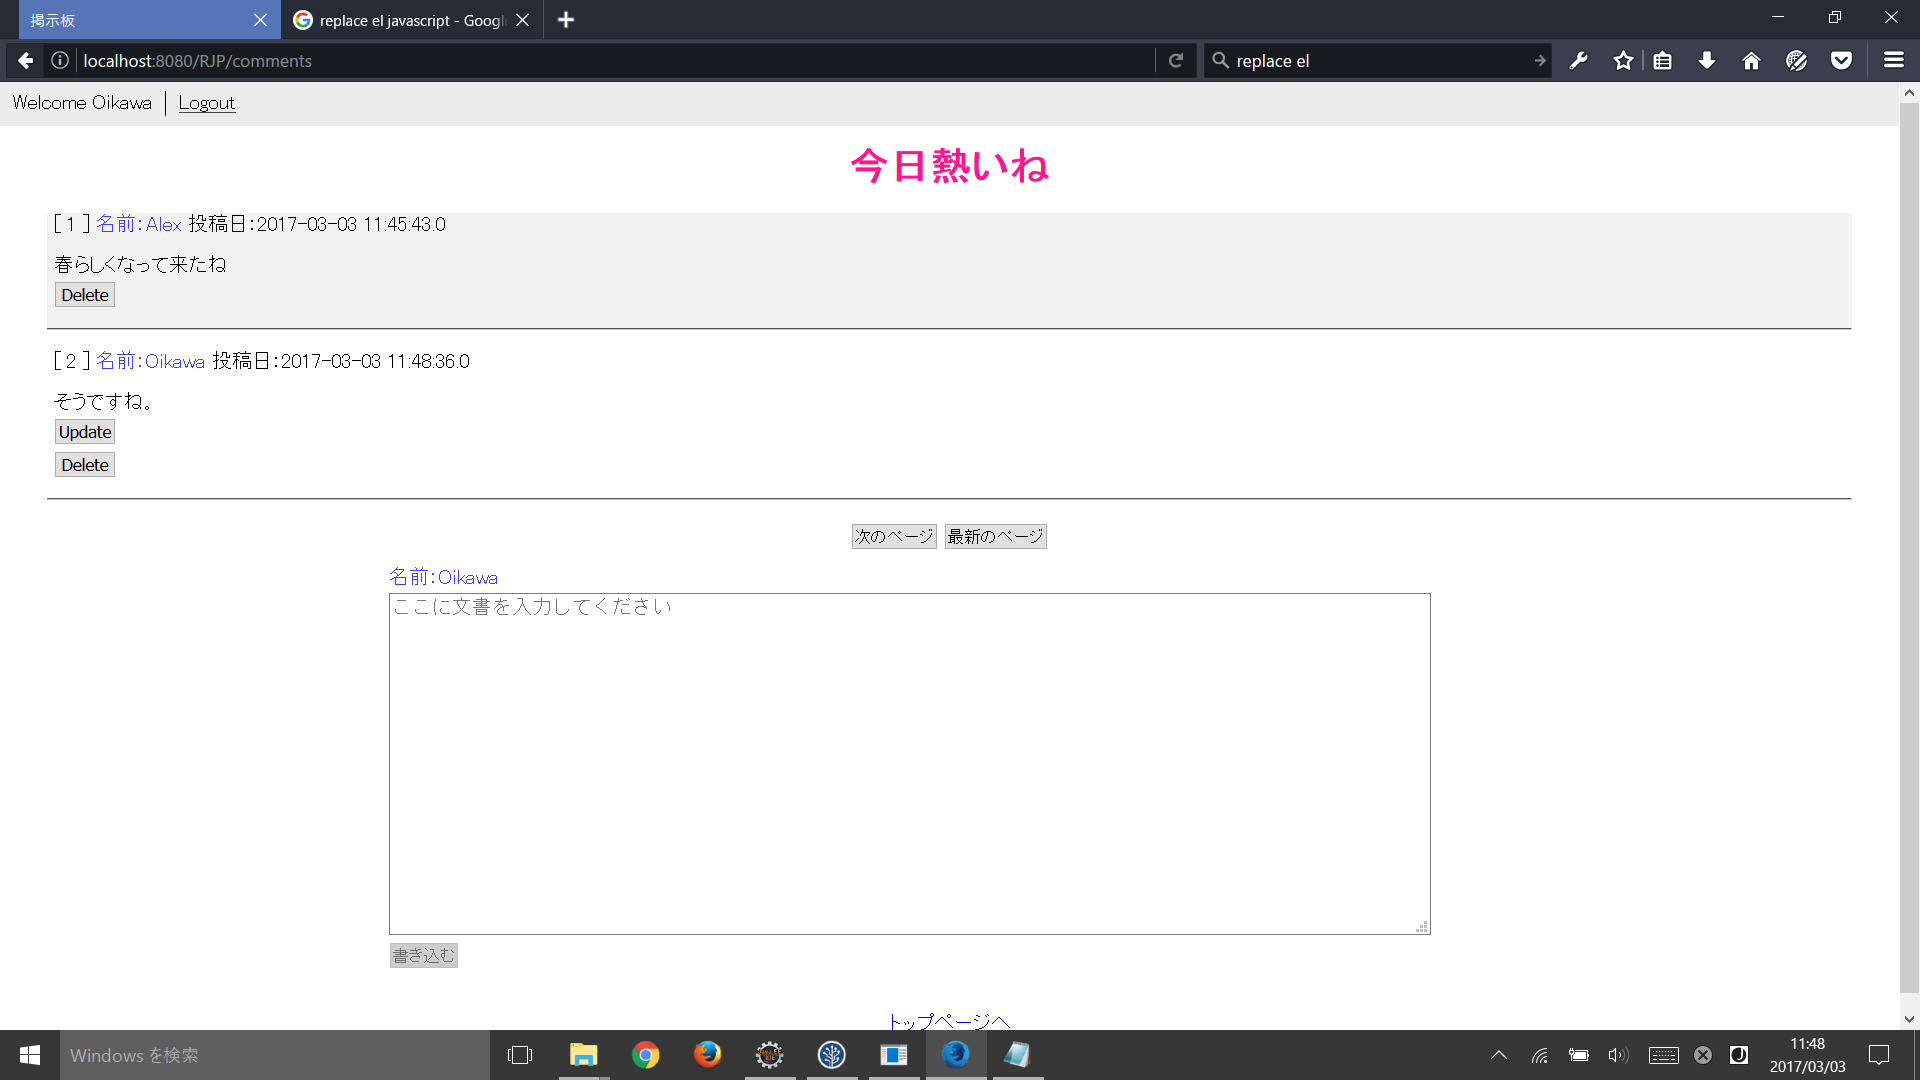 掲示板
replace el javascript - Googl
localhost:8080/RJP/comments
replace el
Welcome Oikawa
Logout
今日熱いね
[ 1 ] 名前:Alex 投稿日:2017-03-03 11:45:43.0
春らしくなって来たね
Delete
[ 2 ] 名前:Oikawa 投稿日:2017-03-03 11:48:36.0
そうですね。
Update
Delete
次のページ 最新のページ
名前:Oikawa
ここに文書を入力してください
書き込む
トップページへ
Windows を検索
11:48
2017/03/03